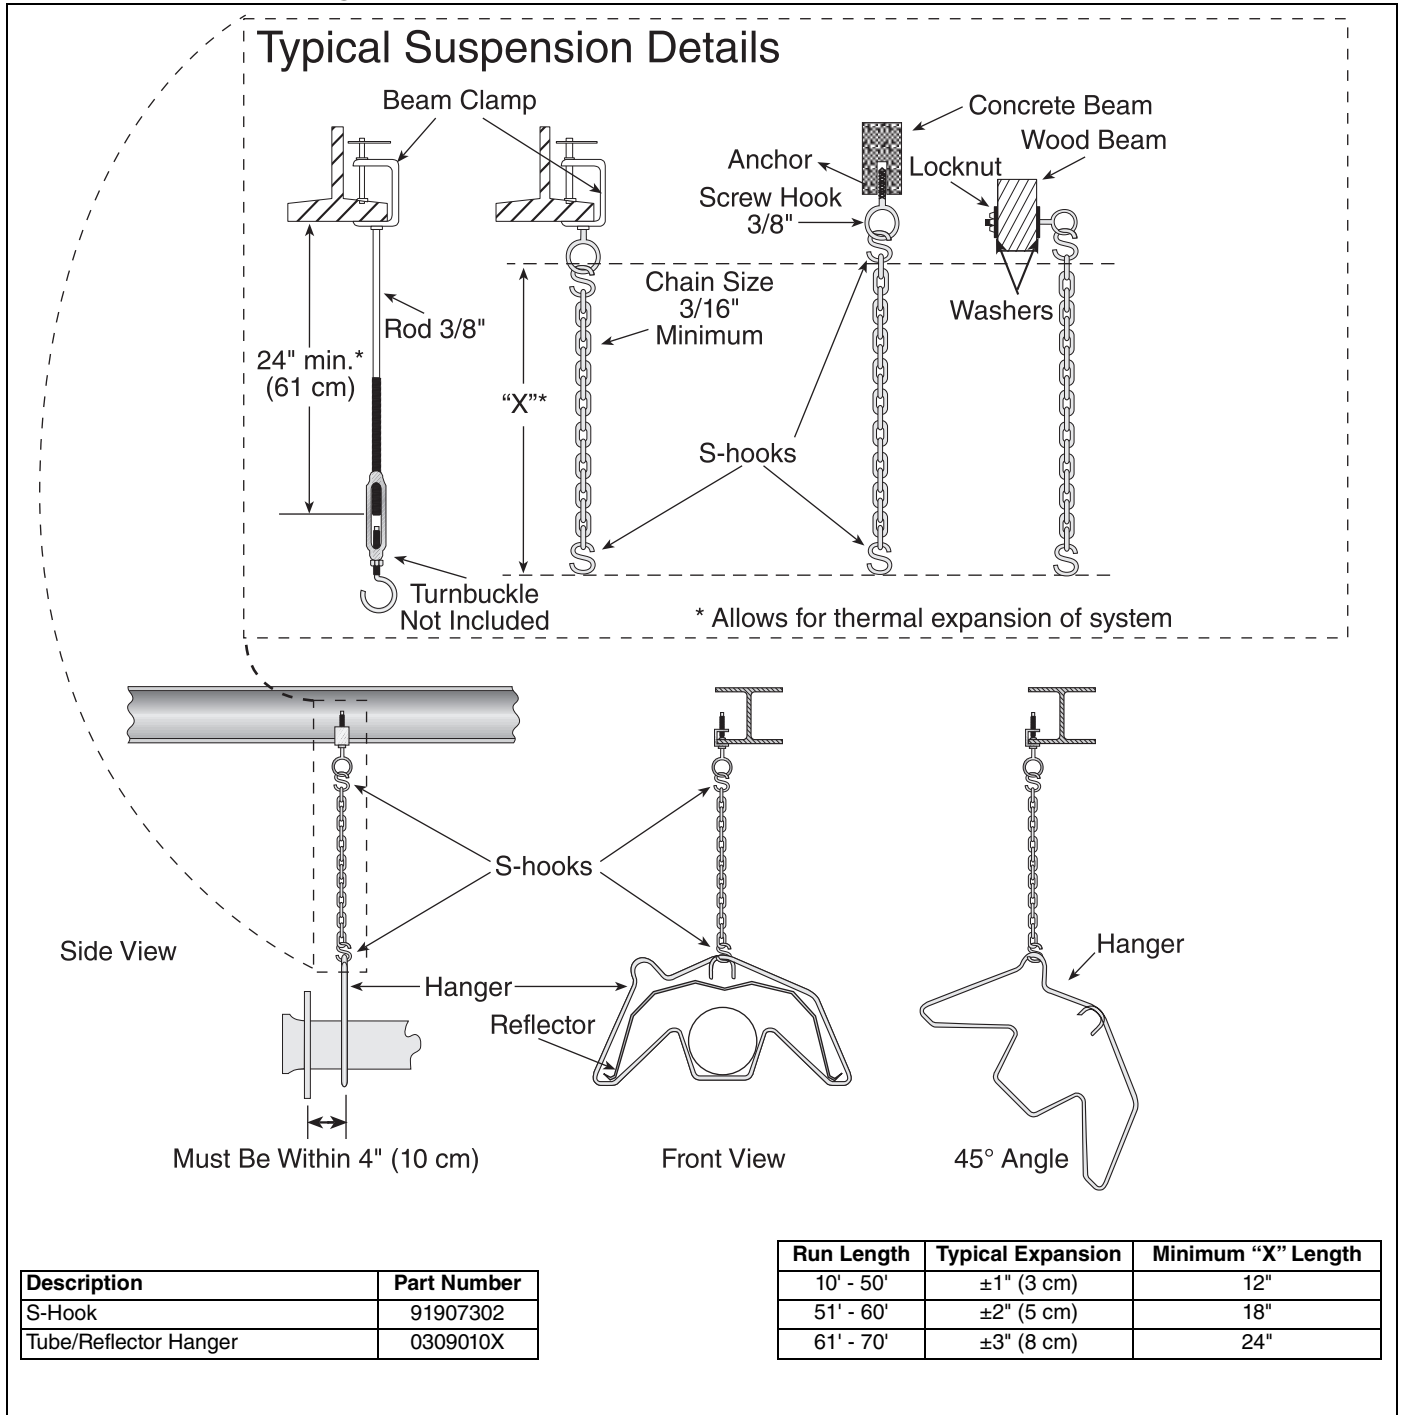 Typical Suspension Details
Beam Clamp
Concrete Beam
Wood Beam
Anchor
Locknut
Screw Hook
3/8"
Chain Size
3/16"
Minimum
Washers
Rod 3/8"
24" min.*
(61 cm)
“X”*
S-hooks
Turnbuckle
Not Included
* Allows for thermal expansion of system
S-hooks
Side View
Hanger
Hanger
Reflector
Must Be Within 4" (10 cm)
Front View
45° Angle
Description Part Number
S-Hook 91907302
Tube/Reflector Hanger 0309010X
Run Length Typical Expansion Minimum “X” Length
10' - 50' ±1" (3 cm) 12"
51' - 60' ±2" (5 cm) 18"
61' - 70' ±3" (8 cm) 24"